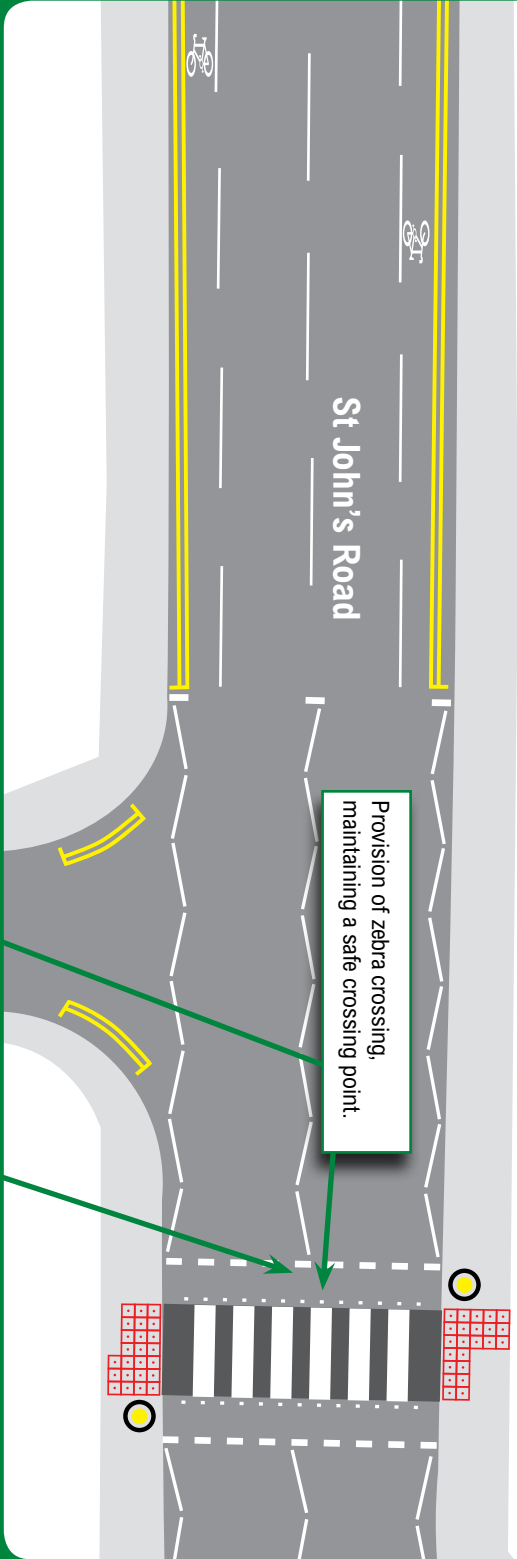 St John’s Road
Provision of zebra crossing,
maintaining a safe crossing point.